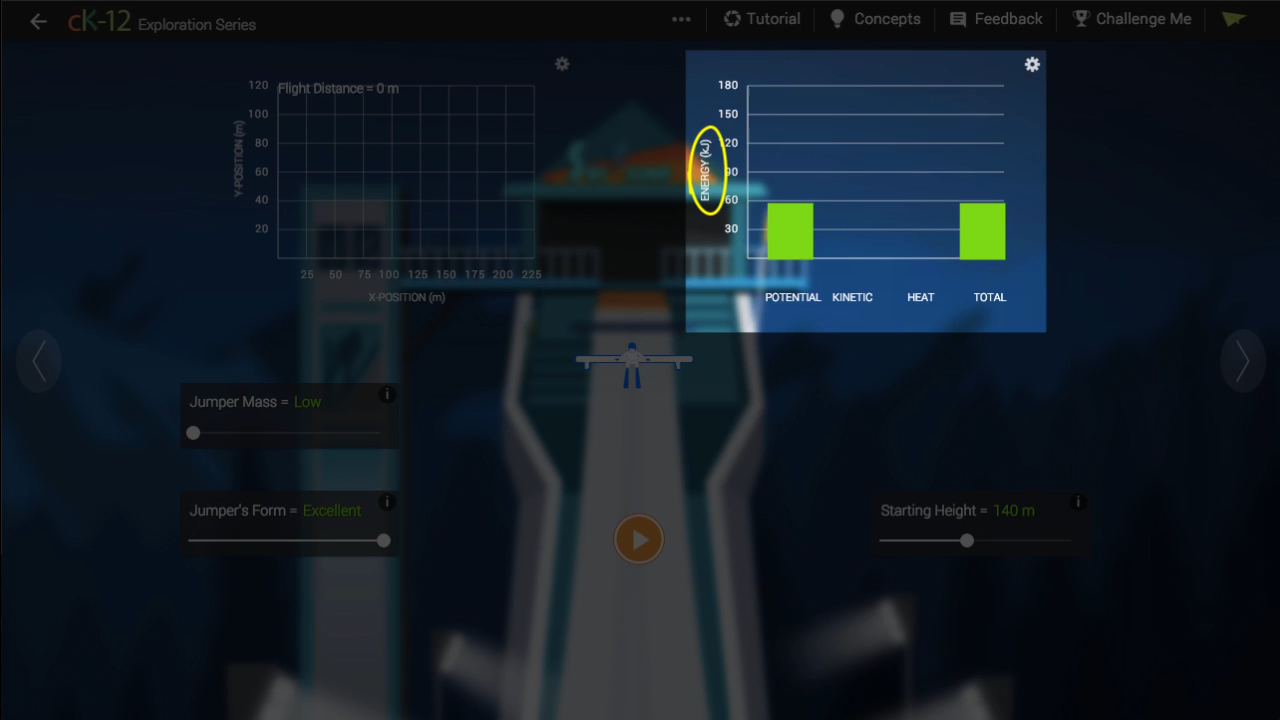 cK-12 Exploration Series
Tutorial
Concepts
Feedback
Challenge Me
Flight Distance = 0 m
120
100
80
60
40
20
Y-POSITION (m)
25 50 75 100 125 150 175 200 225
X-POSITION (m)
180
150
120
90
60
30
ENERGY (kJ)
POTENTIAL KINETIC HEAT TOTAL
Jumper Mass = Low
i
Jumper's Form = Excellent
i
Starting Height = 140 m
i